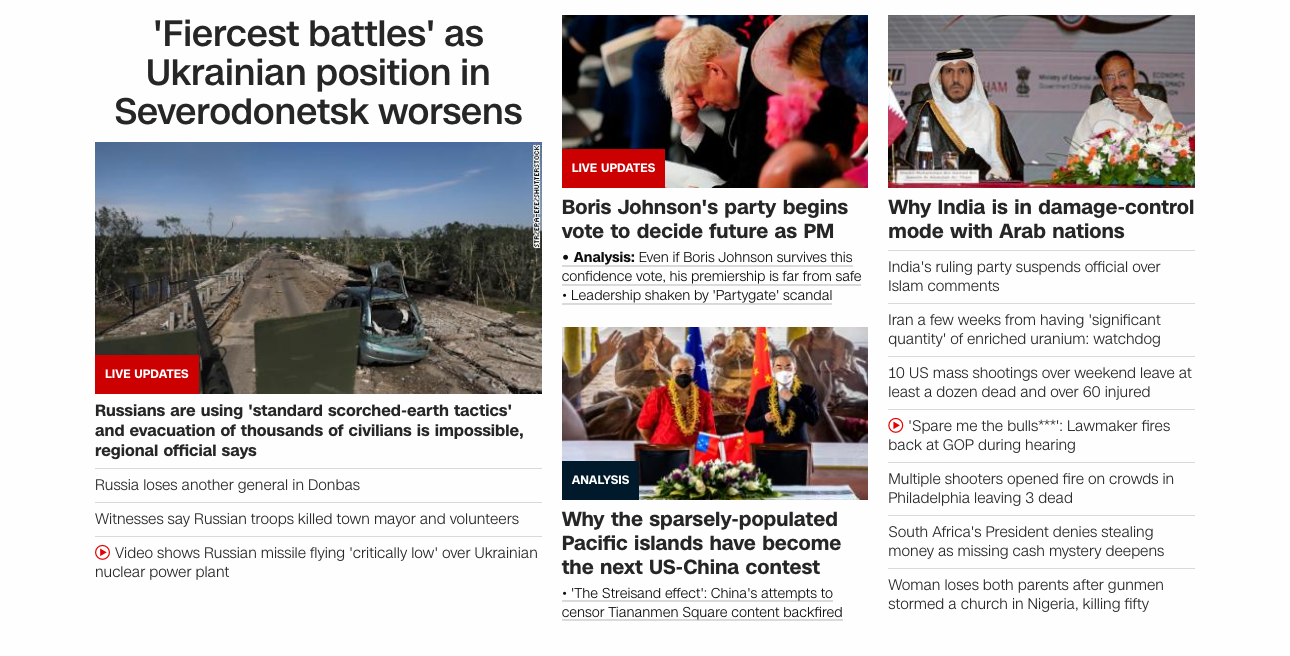 'Fiercest battles' as
Ukrainian position in
Severodonetsk worsens
STR/EPA-EFE/SHUTTERSTOCK
LIVE UPDATES
Russians are using 'standard scorched-earth tactics'
and evacuation of thousands of civilians is impossible,
regional official says
Russia loses another general in Donbas
Witnesses say Russian troops killed town mayor and volunteers
Video shows Russian missile flying 'critically low' over Ukrainian
nuclear power plant
LIVE UPDATES
Boris Johnson's party begins
vote to decide future as PM
• Analysis: Even if Boris Johnson survives this
confidence vote, his premiership is far from safe
• Leadership shaken by 'Partygate' scandal
ANALYSIS
Why the sparsely-populated
Pacific islands have become
the next US-China contest
• 'The Streisand effect': China's attempts to
censor Tiananmen Square content backfired
Ministry of External
Government of India
ECONOMIC
DIPLOMACY
Why India is in damage-control
mode with Arab nations
India's ruling party suspends official over
Islam comments
Iran a few weeks from having 'significant
quantity' of enriched uranium: watchdog
10 US mass shootings over weekend leave at
least a dozen dead and over 60 injured
'Spare me the bulls***': Lawmaker fires
back at GOP during hearing
Multiple shooters opened fire on crowds in
Philadelphia leaving 3 dead
South Africa's President denies stealing
money as missing cash mystery deepens
Woman loses both parents after gunmen
stormed a church in Nigeria, killing fifty